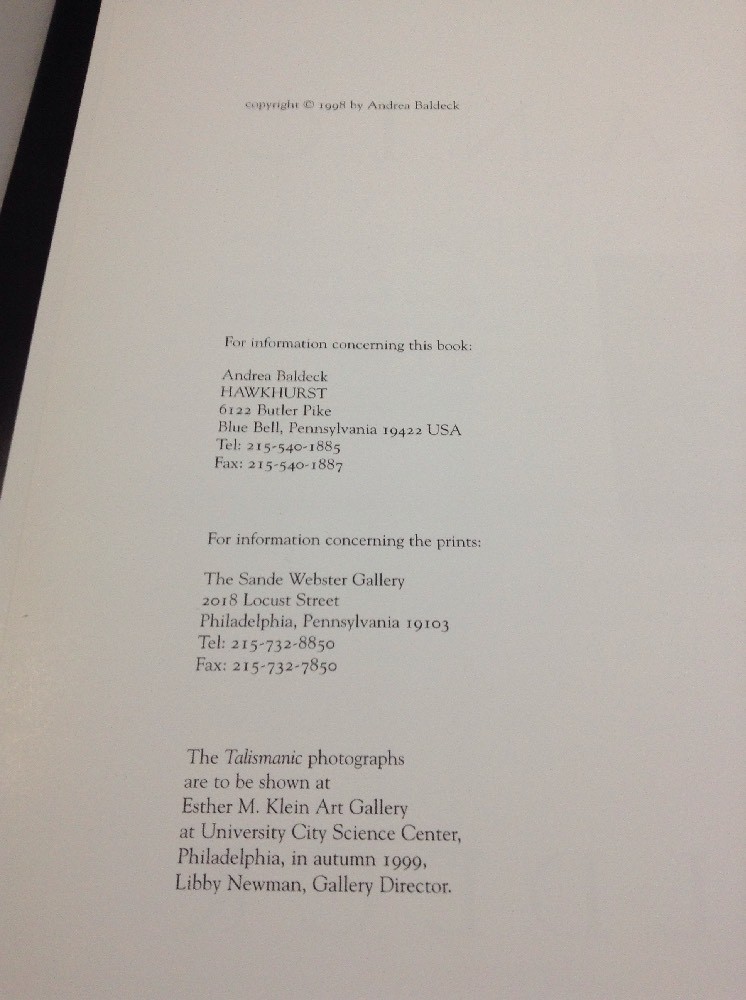 copyright © 1998 by Andrea Baldeck
For information concerning this book:
Andrea Baldeck
HAWKHURST
6122 Butler Pike
Blue Bell, Pennsylvania 19422 USA
Tel: 215-540-1885
Fax: 215-540-1887
For information concerning the prints:
The Sande Webster Gallery
2018 Locust Street
Philadelphia, Pennsylvania 19103
Tel: 215-732-8850
Fax: 215-732-7850
The Talismanic photographs
are to be shown at
Esther M. Klein Art Gallery
at University City Science Center,
Philadelphia, in autumn 1999,
Libby Newman, Gallery Director.